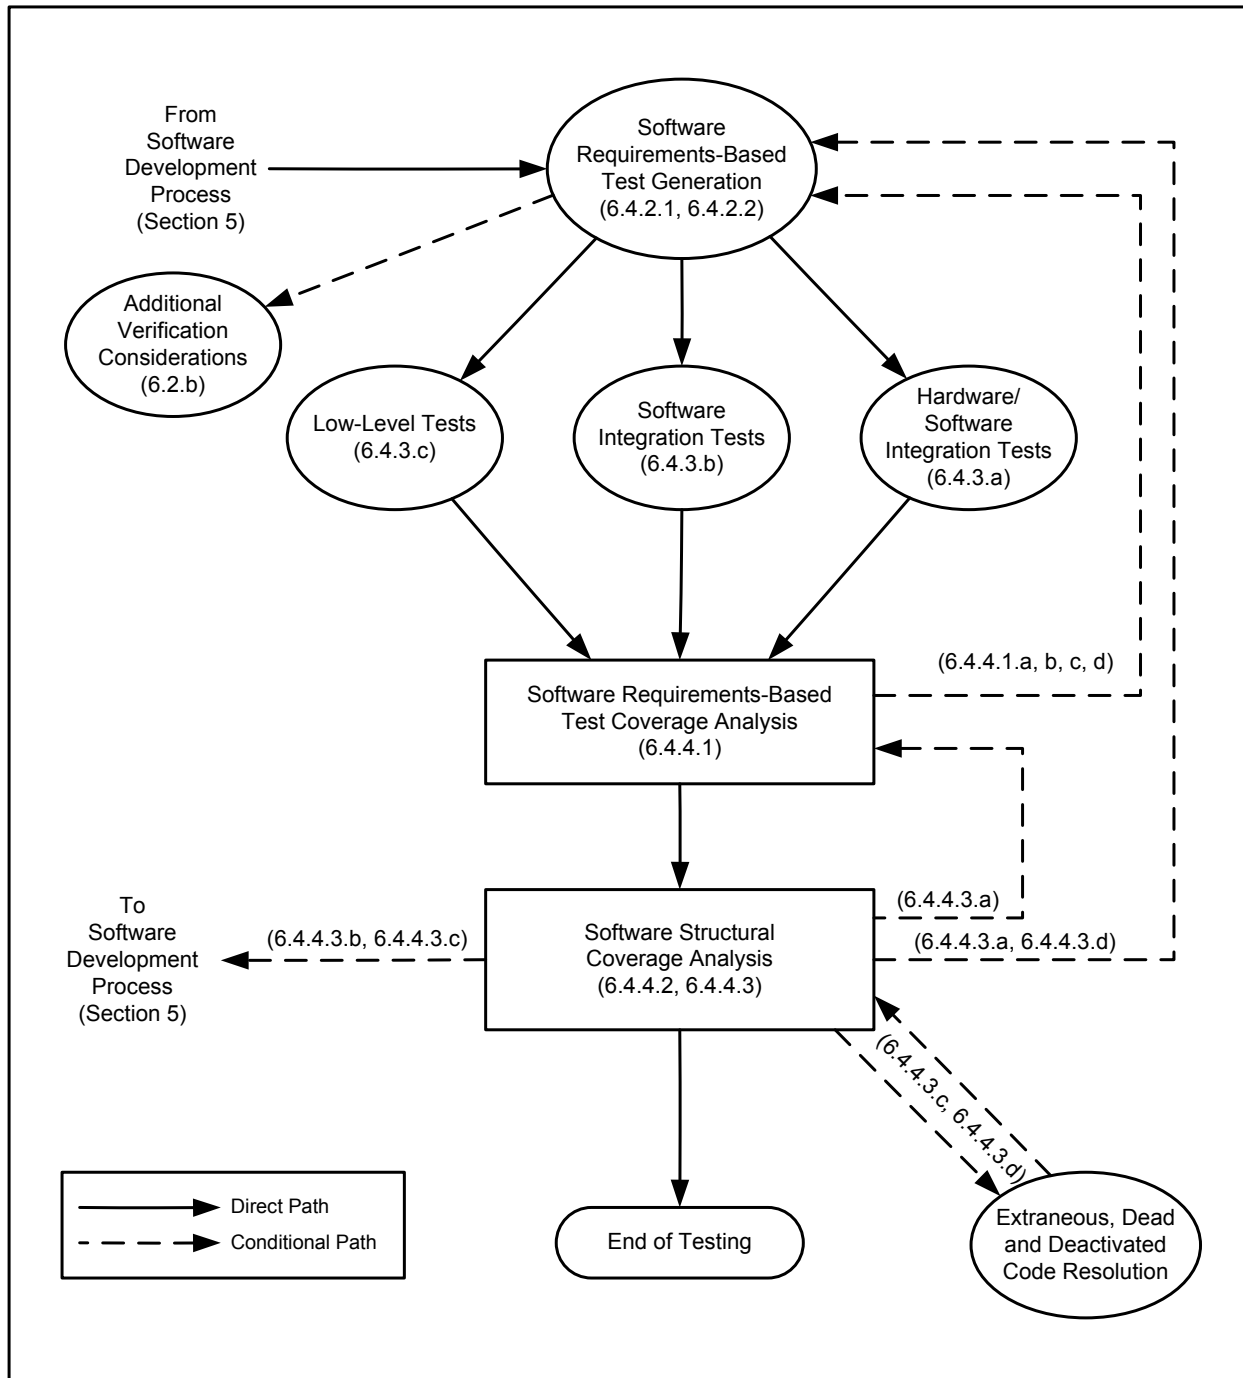 From
Software
Development
Process
(Section 5)
Software
Requirements-Based
Test Generation
(6.4.2.1, 6.4.2.2)
Additional
Verification
Considerations
(6.2.b)
Low-Level Tests
(6.4.3.c)
Software
Integration Tests
(6.4.3.b)
Hardware/
Software
Integration Tests
(6.4.3.a)
Software Requirements-Based
Test Coverage Analysis
(6.4.4.1)
(6.4.4.1.a, b, c, d)
To
Software
Development
Process
(Section 5)
(6.4.4.3.b, 6.4.4.3.c)
Software Structural
Coverage Analysis
(6.4.4.2, 6.4.4.3)
(6.4.4.3.a)
(6.4.4.3.a, 6.4.4.3.d)
(6.4.4.3.c, 6.4.4.3.d)
Direct Path
Conditional Path
End of Testing
Extraneous, Dead
and Deactivated
Code Resolution